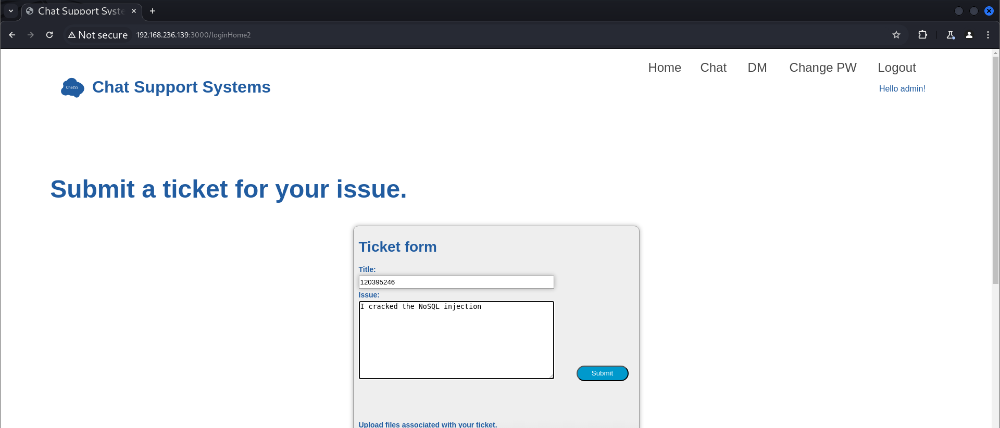 Chat Support Syste
Not secure 192.168.236.139:3000/loginHome2
Home Chat DM Change PW Logout
ChatSS Chat Support Systems
Hello admin!
Submit a ticket for your issue.
Ticket form
Title:
120395246
Issue:
I cracked the NoSQL injection
Submit
Upload files associated with your ticket.